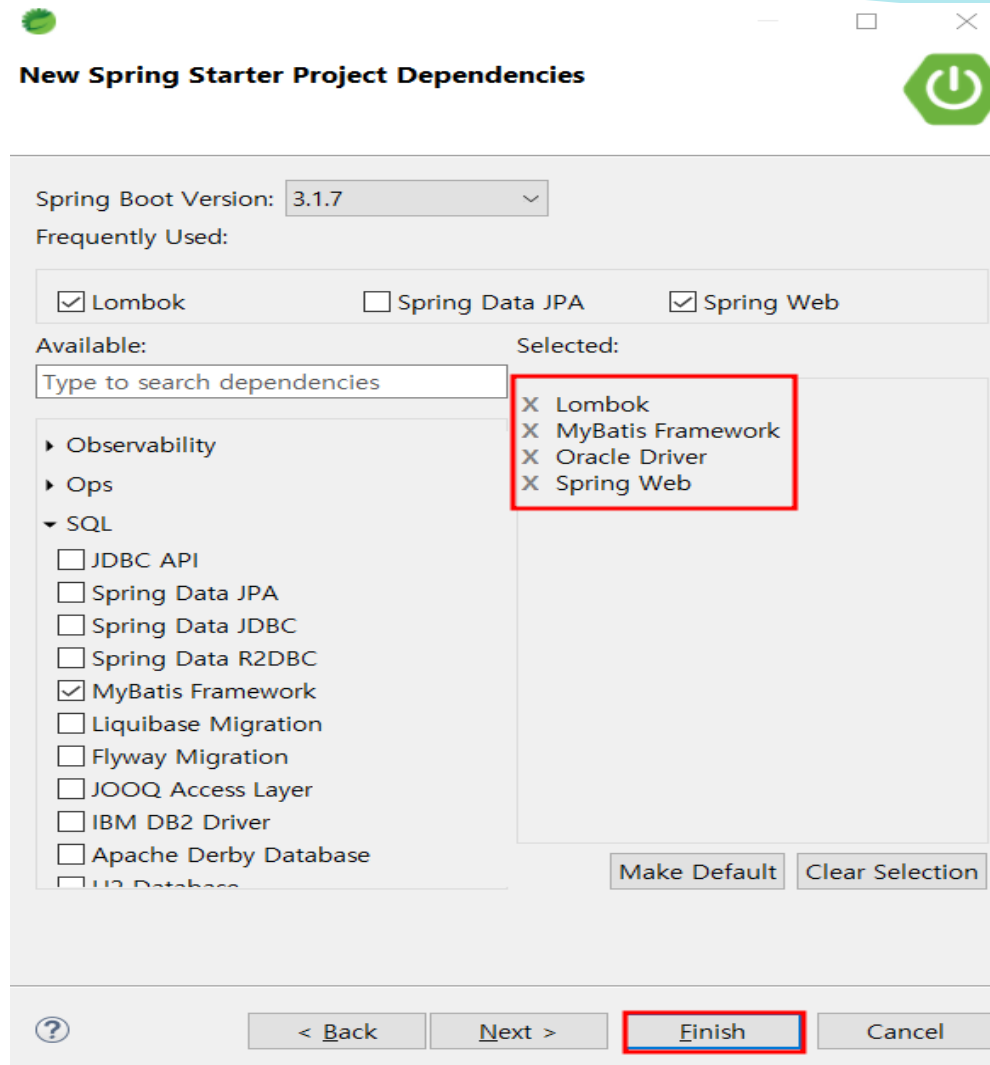 New Spring Starter Project Dependencies
Spring Boot Version: 3.1.7
Frequently Used:
Lombok Spring Data JPA Spring Web
Available:
Type to search dependencies
Observability
Ops
SQL
JDBC API
Spring Data JPA
Spring Data JDBC
Spring Data R2DBC
MyBatis Framework
Liquibase Migration
Flyway Migration
JOOQ Access Layer
IBM DB2 Driver
Apache Derby Database
Selected:
X Lombok
X MyBatis Framework
X Oracle Driver
X Spring Web
Make Default Clear Selection
? < Back Next > Finish Cancel